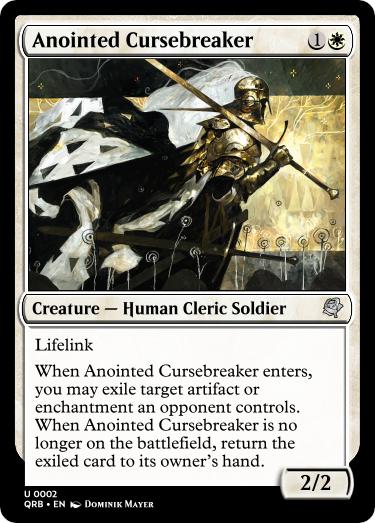 Anointed Cursebreaker 1
Creature — Human Cleric Soldier
Lifelink
When Anointed Cursebreaker enters,
you may exile target artifact or
enchantment an opponent controls.
When Anointed Cursebreaker is no
longer on the battlefield, return the
exiled card to its owner's hand.
2/2
U 0002
QRB • EN Dominik Mayer